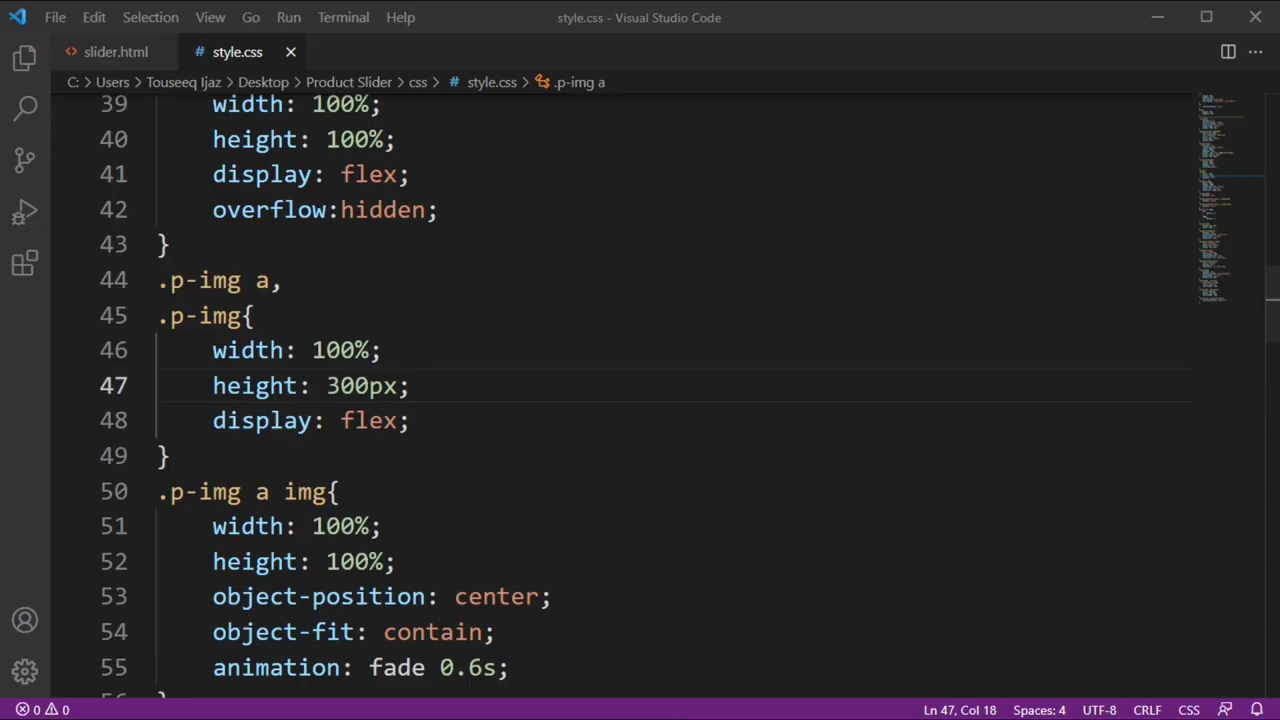 File Edit Selection View Go Run Terminal Help style.css - Visual Studio Code
slider.html # style.css
C: > Users > Touseeq Ijaz > Desktop > Product Slider > css > # style.css > .p-img a
39 width: 100%;
40 height: 100%;
41 display: flex;
42 overflow:hidden;
43 }
44 .p-img a,
45 .p-img{
46 width: 100%;
47 height: 300px;
48 display: flex;
49 }
50 .p-img a img{
51 width: 100%;
52 height: 100%;
53 object-position: center;
54 object-fit: contain;
55 animation: fade 0.6s;
56 }
0 0 Ln 47, Col 18 Spaces: 4 UTF-8 CRLF CSS